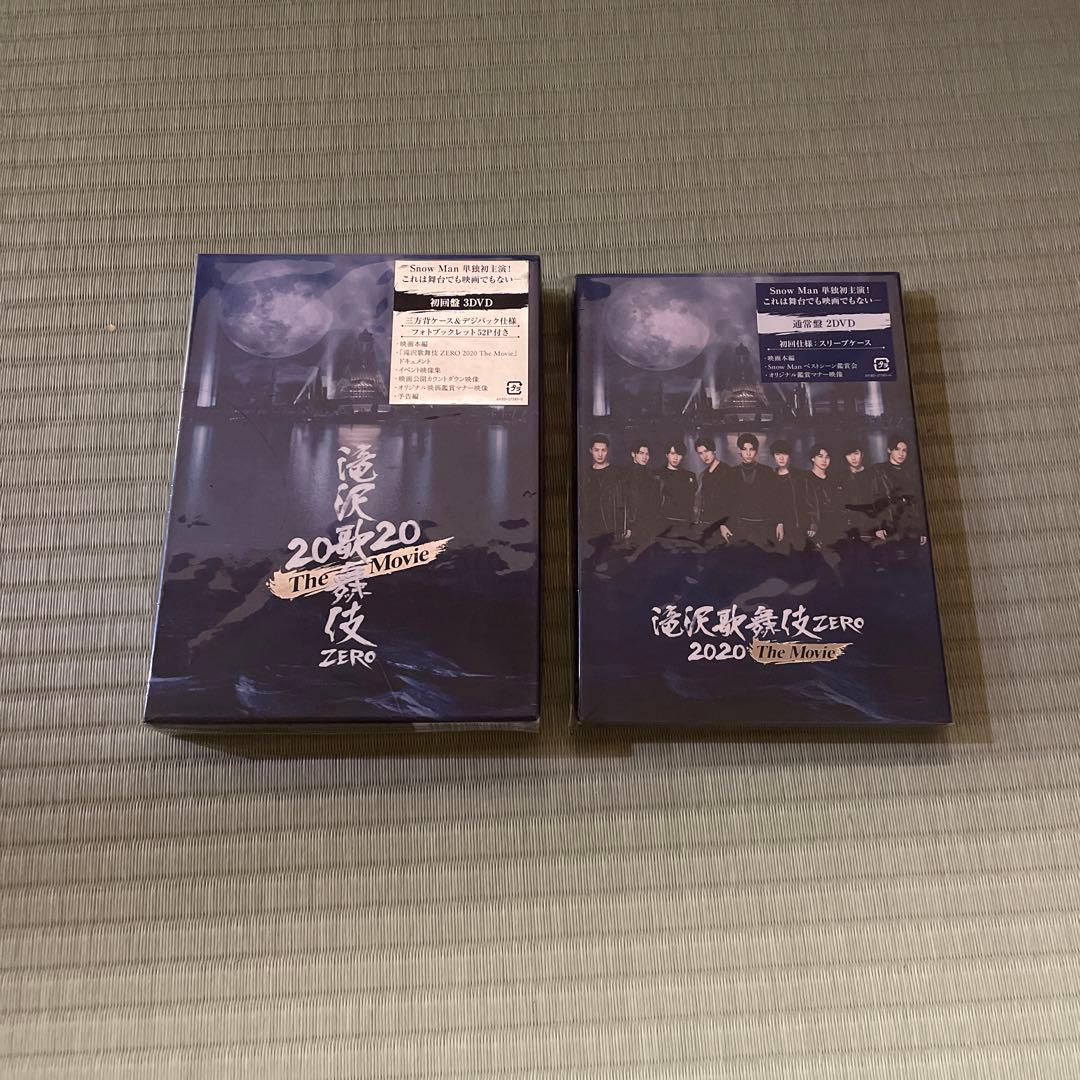 Snow Man 単独初主演!
これは舞台でも映画でもない―
初回盤 3DVD
三方背ケース&デジパック仕様
フォトブックレット52P付き
・映画本編
・「滝沢歌舞伎 ZERO 2020 The Movie」
ドキュメント
・イベント映像集
・映画公開カウントダウン映像
・オリジナル映画鑑賞マナー映像
・予告編
滝沢歌舞伎
2020
The Movie
ZERO
Snow Man 単独初主演!
これは舞台でも映画でもない―
通常盤 2DVD
初回仕様:スリーブケース
・映画本編
・Snow Man ベストシーン鑑賞会
・オリジナル鑑賞マナー映像
滝沢歌舞伎ZERO
2020 The Movie